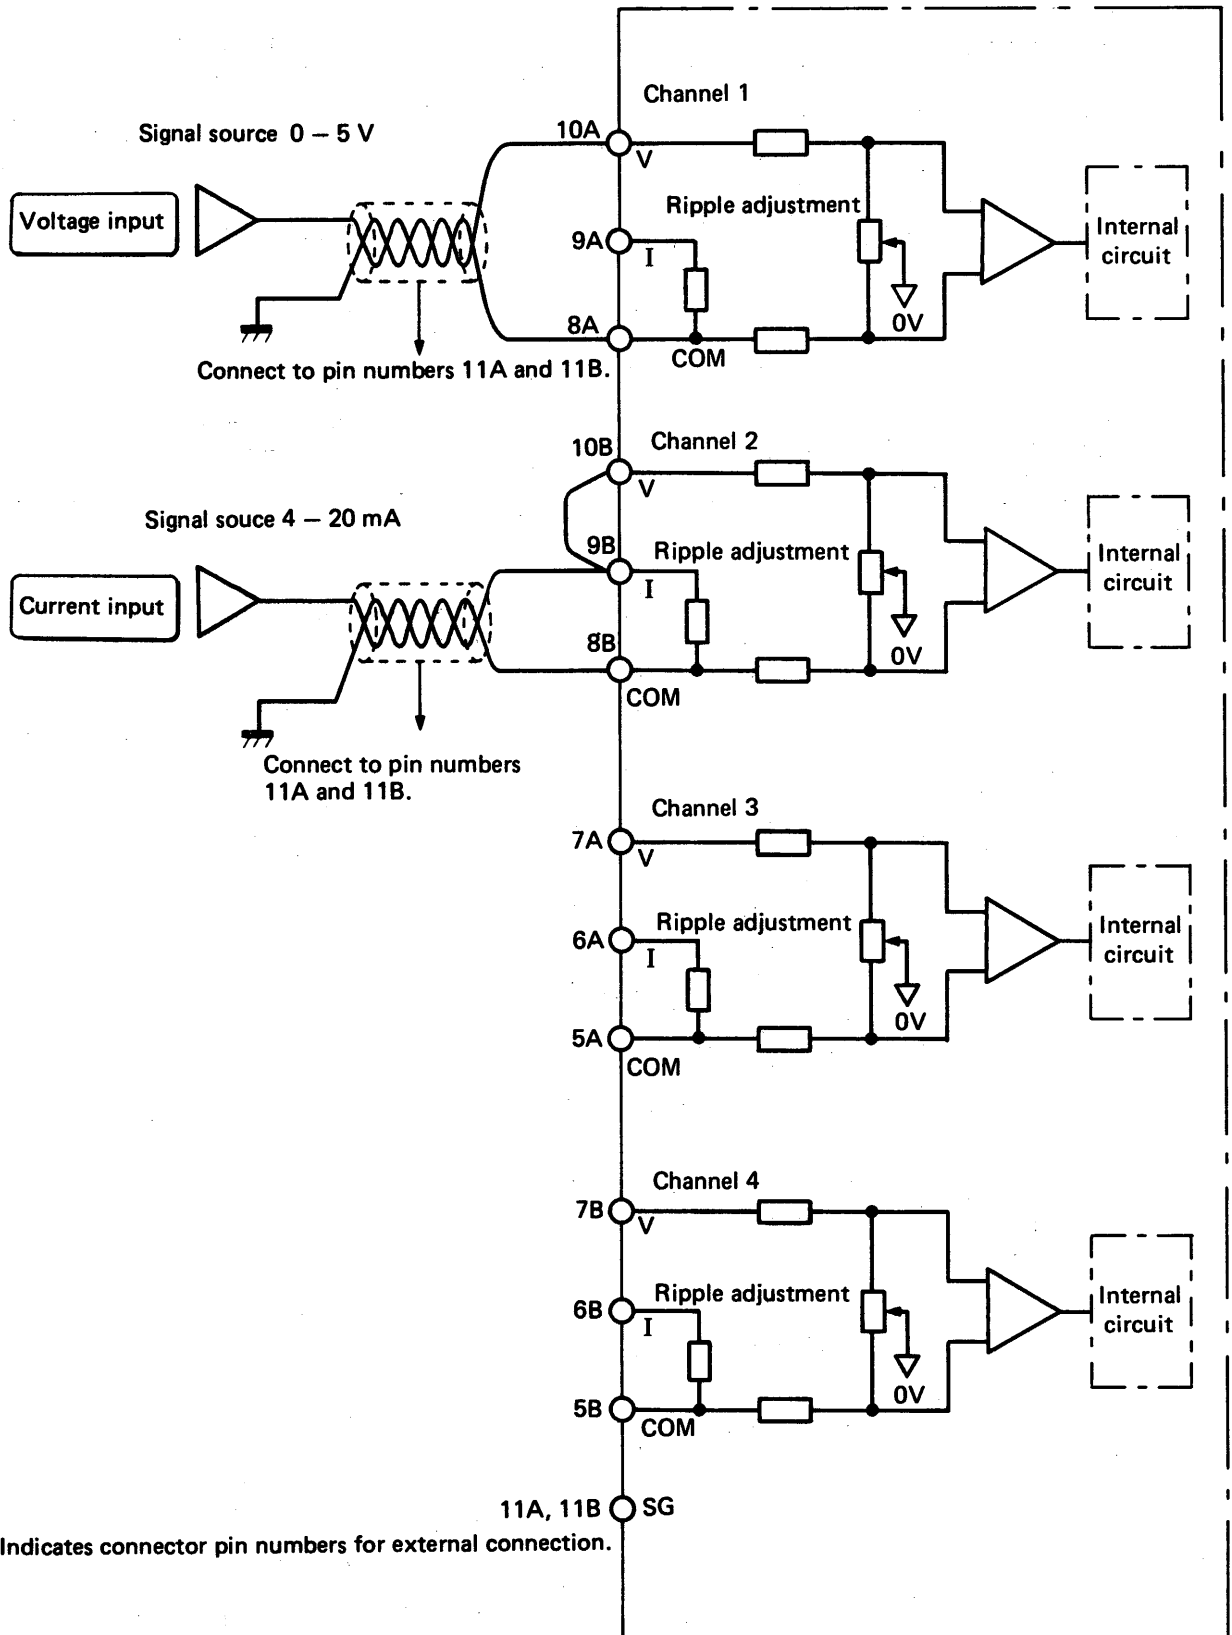 Channel 1
Signal source 0 – 5 V
10A
V
Voltage input
Ripple adjustment
9A
I
Internal
circuit
0V
8A
COM
Connect to pin numbers 11A and 11B.
Channel 2
10B
V
Signal souce 4 – 20 mA
9B
Ripple adjustment
I
Internal
circuit
Current input
8B
0V
COM
Connect to pin numbers
11A and 11B.
Channel 3
7A
V
Ripple adjustment
6A
I
Internal
circuit
0V
5A
COM
Channel 4
7B
V
Ripple adjustment
6B
I
Internal
circuit
0V
5B
COM
11A, 11B SG
Indicates connector pin numbers for external connection.